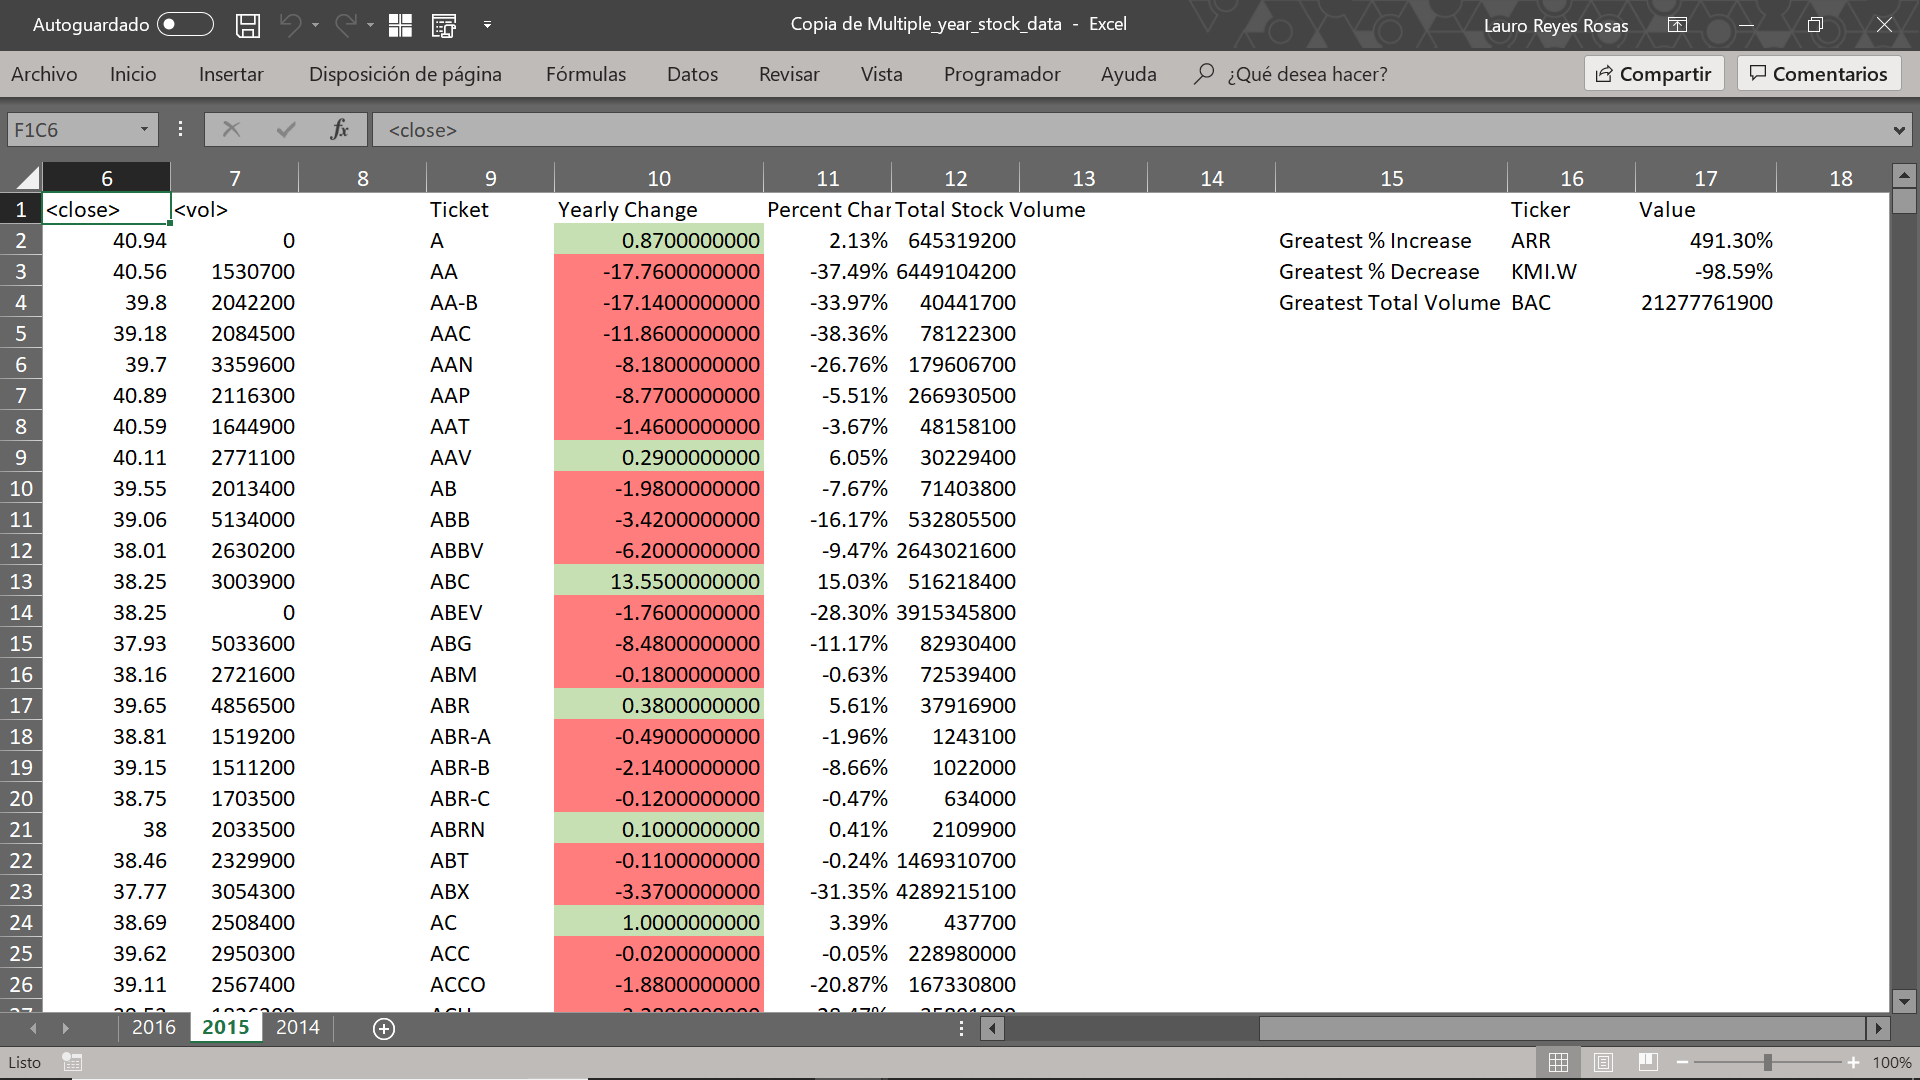 Autoguardado
Copia de Multiple_year_stock_data - Excel
Lauro Reyes Rosas
Archivo Inicio Insertar Disposición de página Fórmulas Datos Revisar Vista Programador Ayuda ¿Qué desea hacer? Compartir Comentarios
F1C6 fx <close>
6 7 8 9 10 11 12 13 14 15 16 17 18
1 <close> <vol> Ticket Yearly Change Percent Char Total Stock Volume Ticker Value
2 40.94 0 A 0.8700000000 2.13% 645319200 Greatest % Increase ARR 491.30%
3 40.56 1530700 AA -17.7600000000 -37.49% 6449104200 Greatest % Decrease KMI.W -98.59%
4 39.8 2042200 AA-B -17.1400000000 -33.97% 40441700 Greatest Total Volume BAC 21277761900
5 39.18 2084500 AAC -11.8600000000 -38.36% 78122300
6 39.7 3359600 AAN -8.1800000000 -26.76% 179606700
7 40.89 2116300 AAP -8.7700000000 -5.51% 266930500
8 40.59 1644900 AAT -1.4600000000 -3.67% 48158100
9 40.11 2771100 AAV 0.2900000000 6.05% 30229400
10 39.55 2013400 AB -1.9800000000 -7.67% 71403800
11 39.06 5134000 ABB -3.4200000000 -16.17% 532805500
12 38.01 2630200 ABBV -6.2000000000 -9.47% 2643021600
13 38.25 3003900 ABC 13.5500000000 15.03% 516218400
14 38.25 0 ABEV -1.7600000000 -28.30% 3915345800
15 37.93 5033600 ABG -8.4800000000 -11.17% 82930400
16 38.16 2721600 ABM -0.1800000000 -0.63% 72539400
17 39.65 4856500 ABR 0.3800000000 5.61% 37916900
18 38.81 1519200 ABR-A -0.4900000000 -1.96% 1243100
19 39.15 1511200 ABR-B -2.1400000000 -8.66% 1022000
20 38.75 1703500 ABR-C -0.1200000000 -0.47% 634000
21 38 2033500 ABRN 0.1000000000 0.41% 2109900
22 38.46 2329900 ABT -0.1100000000 -0.24% 1469310700
23 37.77 3054300 ABX -3.3700000000 -31.35% 4289215100
24 38.69 2508400 AC 1.0000000000 3.39% 437700
25 39.62 2950300 ACC -0.0200000000 -0.05% 228980000
26 39.11 2567400 ACCO -1.8800000000 -20.87% 167330800
2016 2015 2014
Listo 100%